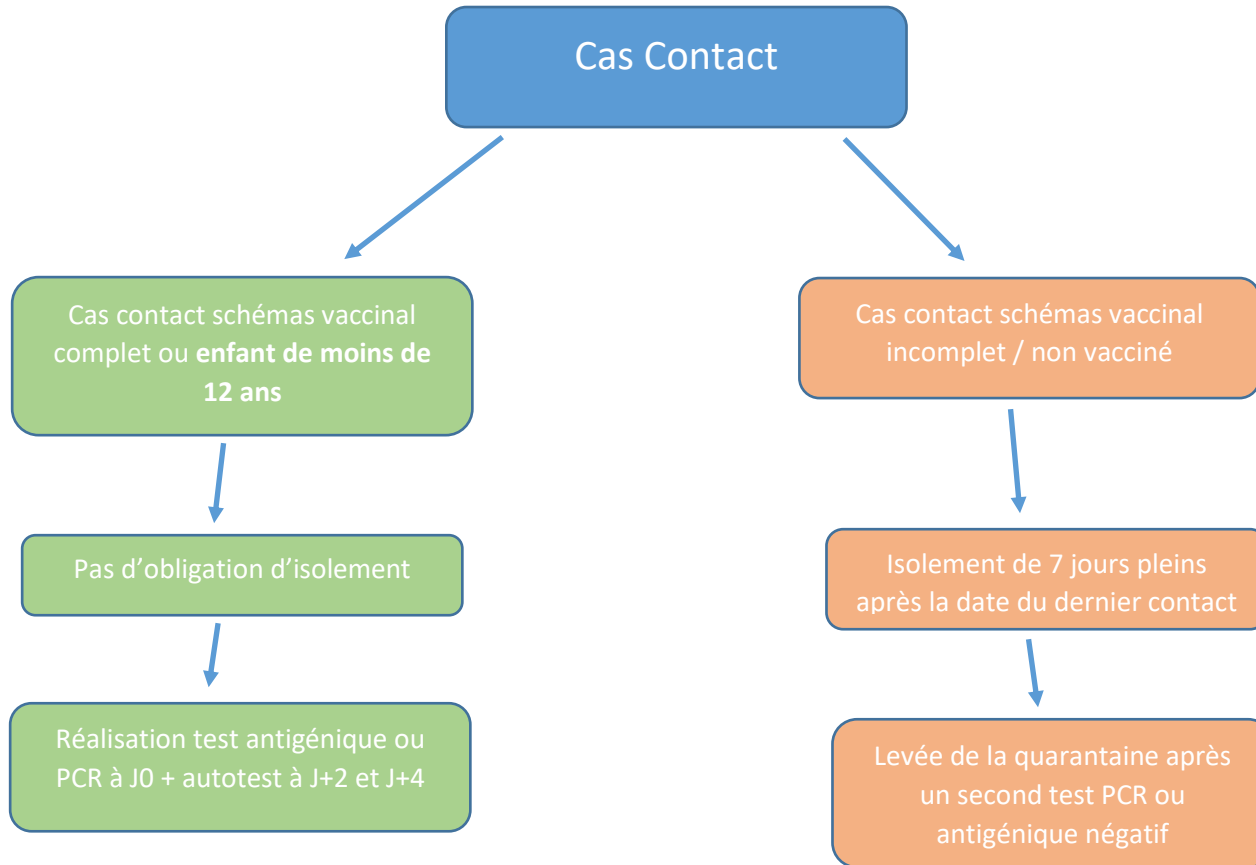 Cas Contact
Cas contact schémas vaccinal
complet ou enfant de moins de
12 ans
Cas contact schémas vaccinal
incomplet / non vacciné
Pas d’obligation d’isolement
Isolement de 7 jours pleins
après la date du dernier contact
Réalisation test antigénique ou
PCR à J0 + autotest à J+2 et J+4
Levée de la quarantaine après
un second test PCR ou
antigénique négatif